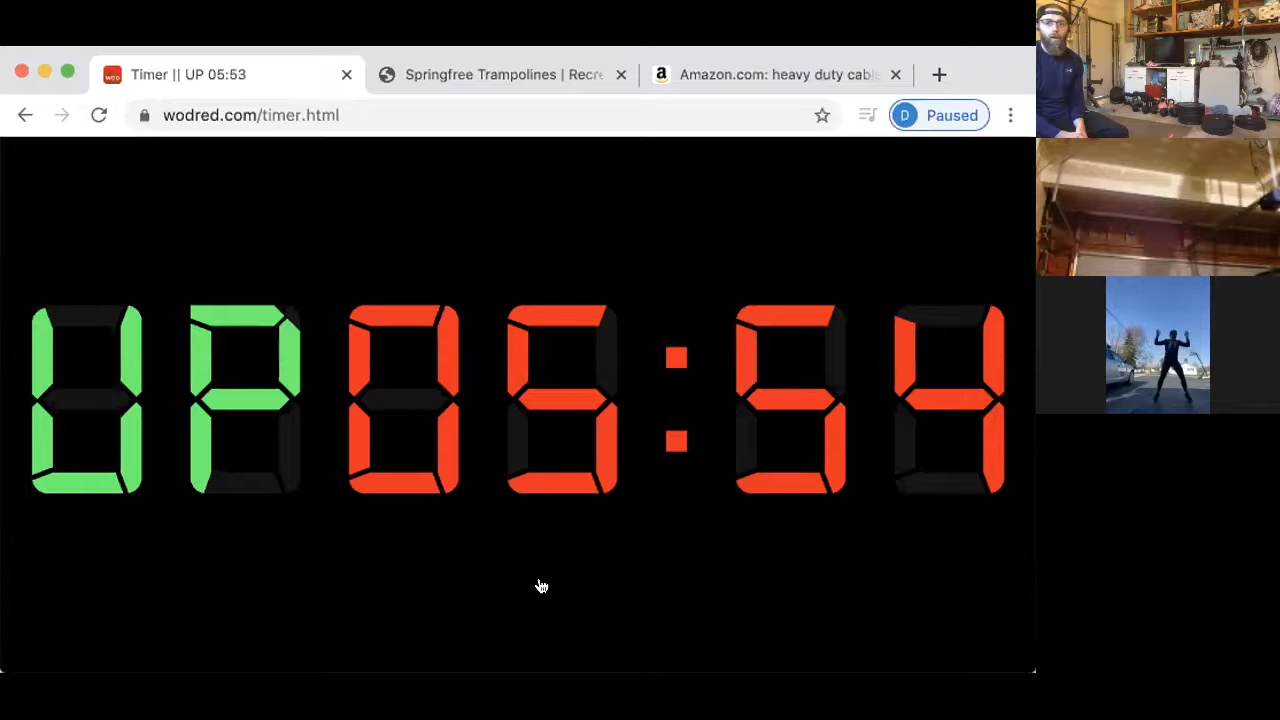 Timer || UP 05:53
Springfree Trampolines | Recre
Amazon.com: heavy duty cable
wodred.com/timer.html
D Paused
UP 05:54